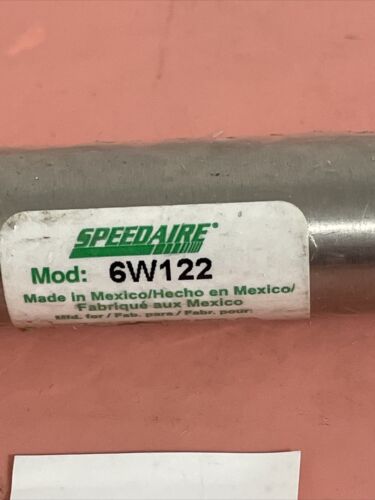 SPEEDAIRE®
Mod: 6W122
Made in Mexico/Hecho en Mexico/
Fabriqué aux Mexico
Mfd. for / Fab. para / Fabr. pour: